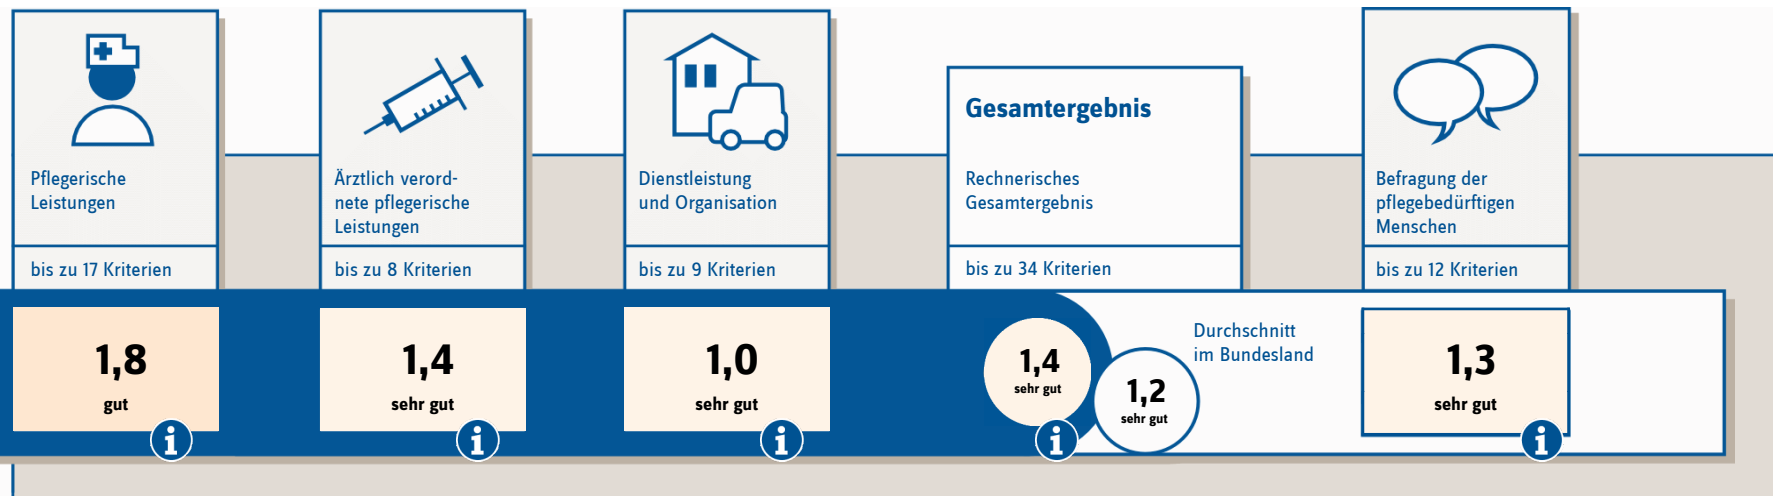 Pflegerische
Leistungen
bis zu 17 Kriterien
1,8
gut
i
Ärztlich verord-
nete pflegerische
Leistungen
bis zu 8 Kriterien
1,4
sehr gut
i
Dienstleistung
und Organisation
bis zu 9 Kriterien
1,0
sehr gut
i
Gesamtergebnis
Rechnerisches
Gesamtergebnis
bis zu 34 Kriterien
1,4
sehr gut
i
1,2
sehr gut
Durchschnitt
im Bundesland
Befragung der
pflegebedürftigen
Menschen
bis zu 12 Kriterien
1,3
sehr gut
i